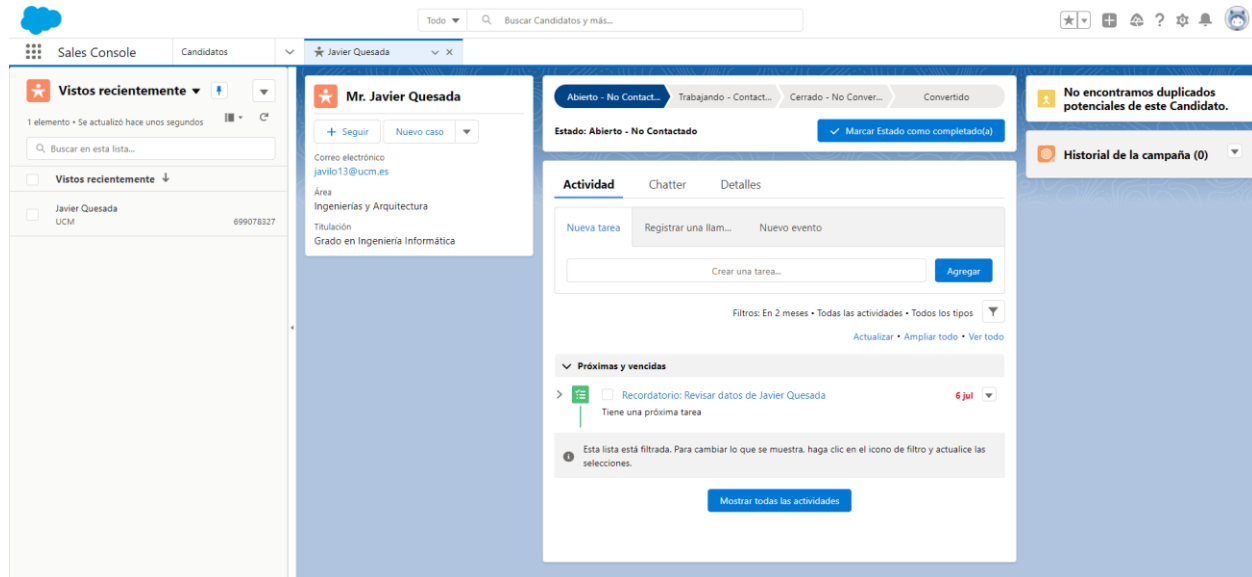 Todo
Buscar Candidatos y más...
Sales Console
Candidatos
Javier Quesada
Vistos recientemente
1 elemento • Se actualizó hace unos segundos
Buscar en esta lista...
Vistos recientemente
Javier Quesada
UCM 699078327
Mr. Javier Quesada
Seguir Nuevo caso
Correo electrónico
javilo13@ucm.es
Área
Ingenierías y Arquitectura
Titulación
Grado en Ingeniería Informática
Abierto - No Contact... Trabajando - Contact... Cerrado - No Conver... Convertido
Estado: Abierto - No Contactado Marcar Estado como completado(a)
Actividad Chatter Detalles
Nueva tarea Registrar una llam... Nuevo evento
Crear una tarea... Agregar
Filtros: En 2 meses • Todas las actividades • Todos los tipos
Actualizar • Ampliar todo • Ver todo
Próximas y vencidas
Recordatorio: Revisar datos de Javier Quesada 6 jul
Tiene una próxima tarea
Esta lista está filtrada. Para cambiar lo que se muestra, haga clic en el icono de filtro y actualice las
selecciones.
Mostrar todas las actividades
No encontramos duplicados
potenciales de este Candidato.
Historial de la campaña (0)